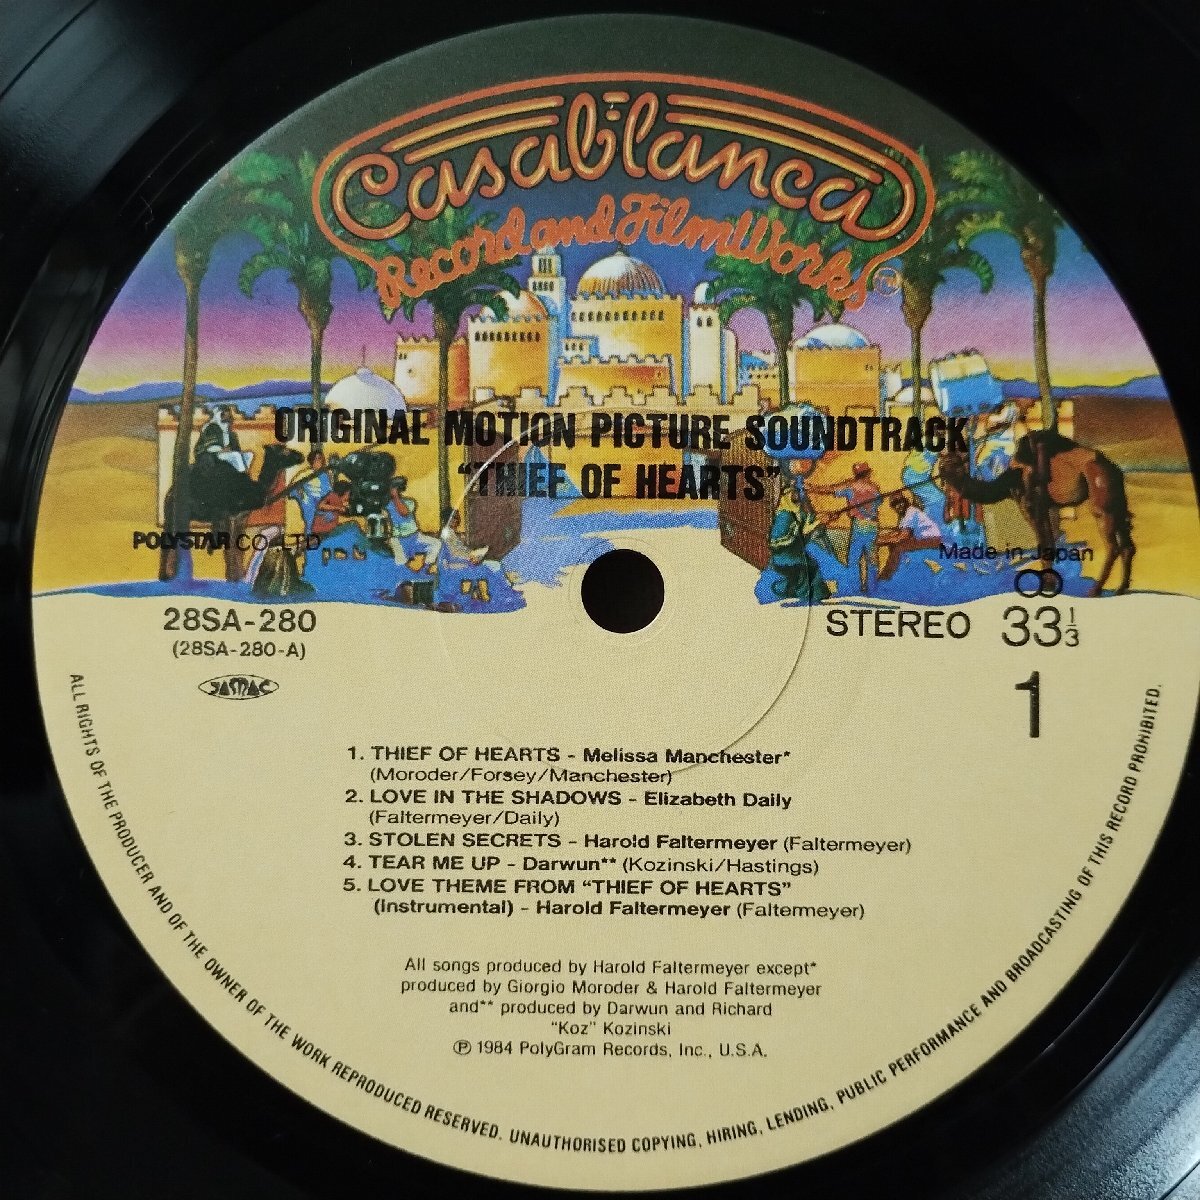 Casablanca
Record and FilmWorks
ORIGINAL MOTION PICTURE SOUNDTRACK
"THIEF OF HEARTS"
POLYSTAR CO-LTD
Made in Japan
28SA-280
(28SA-280-A)
JASRAC
STEREO 33 1/3
1
1. THIEF OF HEARTS - Melissa Manchester*
(Moroder/Forsey/Manchester)
2. LOVE IN THE SHADOWS - Elizabeth Daily
(Faltermeyer/Daily)
3. STOLEN SECRETS - Harold Faltermeyer (Faltermeyer)
4. TEAR ME UP - Darwun** (Kozinski/Hastings)
5. LOVE THEME FROM "THIEF OF HEARTS"
(Instrumental) - Harold Faltermeyer (Faltermeyer)
All songs produced by Harold Faltermeyer except*
produced by Giorgio Moroder & Harold Faltermeyer
and** produced by Darwun and Richard
"Koz" Kozinski
℗ 1984 PolyGram Records, Inc., U.S.A.
ALL RIGHTS OF THE PRODUCER AND OF THE OWNER OF THE WORK REPRODUCED RESERVED. UNAUTHORISED COPYING, HIRING, LENDING, PUBLIC PERFORMANCE AND BROADCASTING OF THIS RECORD PROHIBITED.